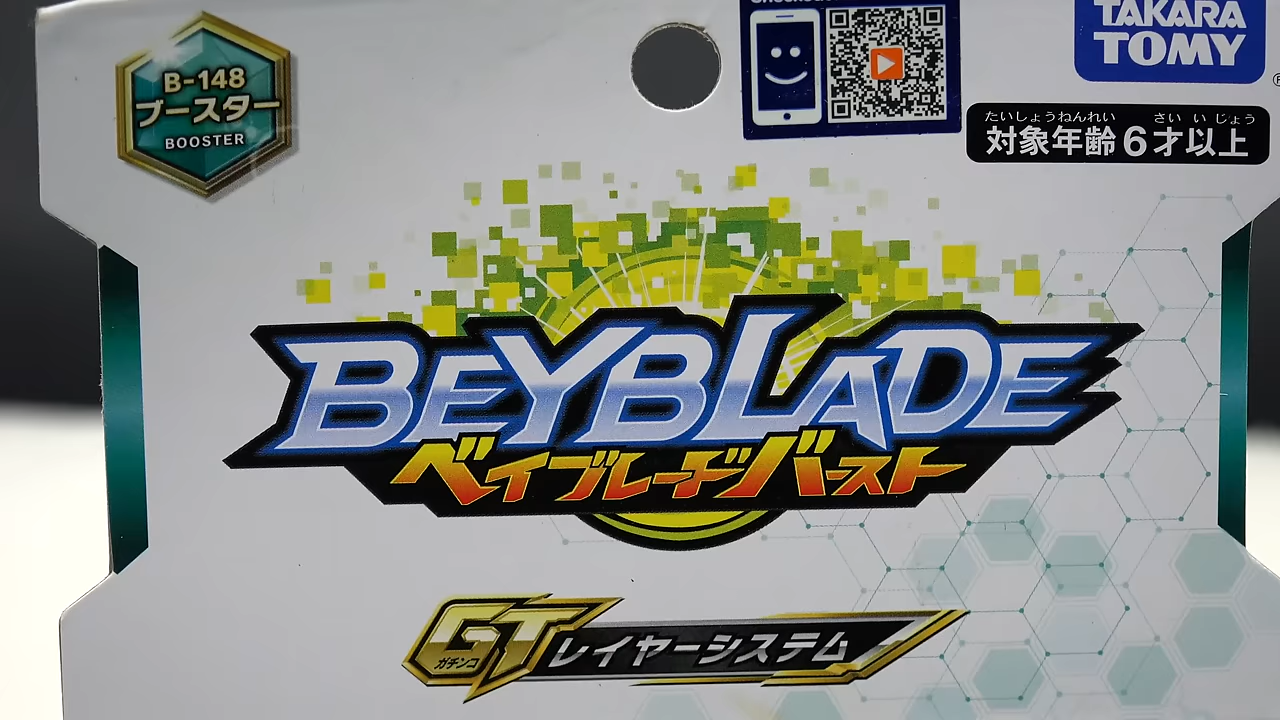 B-148
ブースター
BOOSTER
TAKARA
TOMY
たいしょうねんれい さい いじょう
対象年齢6才以上
BEYBLADE
ベイブレードバースト
GT
ガチンコ
レイヤーシステム